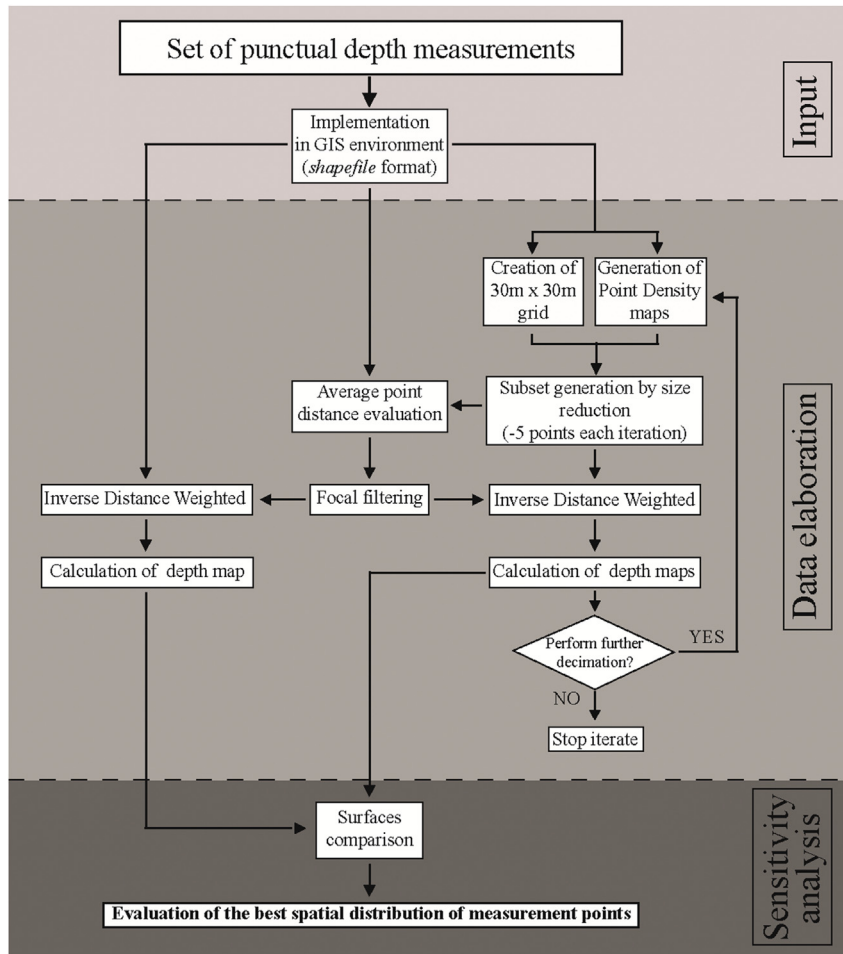 Set of punctual depth measurements
Input
Implementation
in GIS environment
(shapefile format)
Creation of
30m x 30m
grid
Generation of
Point Density
maps
Average point
distance evaluation
Subset generation by size
reduction
(-5 points each iteration)
Data elaboration
Inverse Distance Weighted
Focal filtering
Inverse Distance Weighted
Calculation of depth map
Calculation of depth maps
Perform further
decimation?
YES
NO
Stop iterate
Surfaces
comparison
Sensitivity
analysis
Evaluation of the best spatial distribution of measurement points